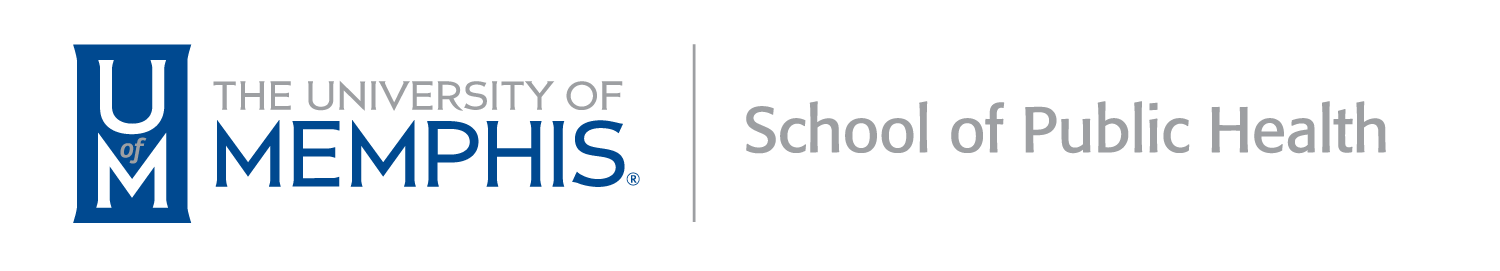 U
of
M
THE UNIVERSITY OF
MEMPHIS®
School of Public Health